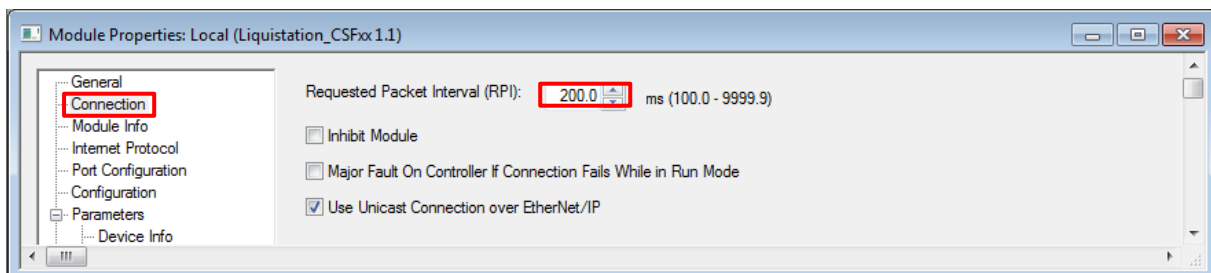 Module Properties: Local (Liquistation_CSFxx 1.1)
General
Connection
Module Info
Internet Protocol
Port Configuration
Configuration
Parameters
Device Info
Requested Packet Interval (RPI): 200.0 ms (100.0 - 9999.9)
Inhibit Module
Major Fault On Controller If Connection Fails While in Run Mode
Use Unicast Connection over EtherNet/IP